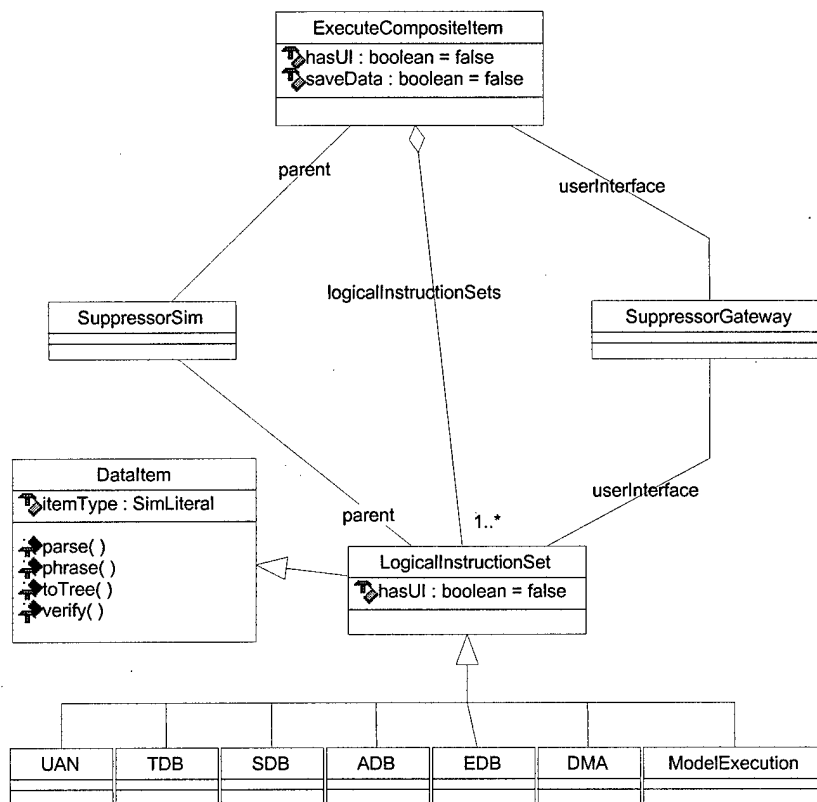 ExecuteCompositeItem
hasUI : boolean = false
saveData : boolean = false
parent
userInterface
logicalInstructionSets
SuppressorSim
SuppressorGateway
DataItem
itemType : SimLiteral
parse( )
phrase( )
toTree( )
verify( )
parent
1..*
userInterface
LogicalInstructionSet
hasUI : boolean = false
UAN
TDB
SDB
ADB
EDB
DMA
ModelExecution